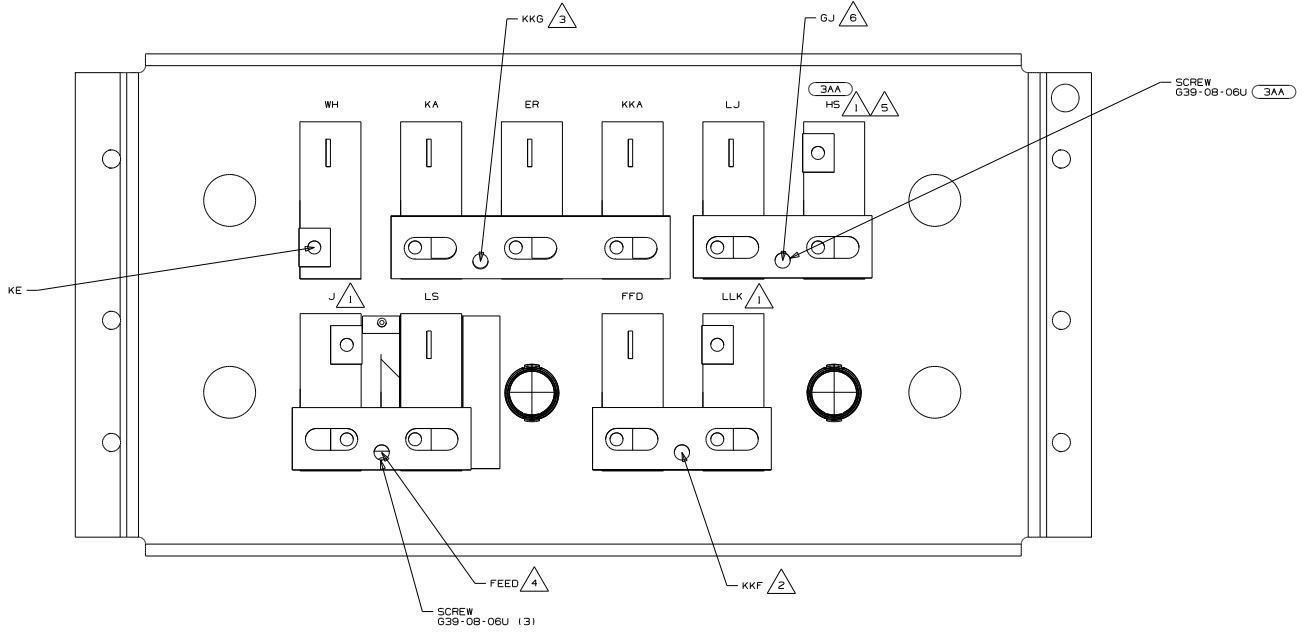 KKG 3
GJ 6
3AA
SCREW
G39-08-06U 3AA
WH KA ER KKA LJ HS 1 5
KE
J 1 LS FFD LLK 1
FEED 4
KKF 2
SCREW
G39-08-06U (3)